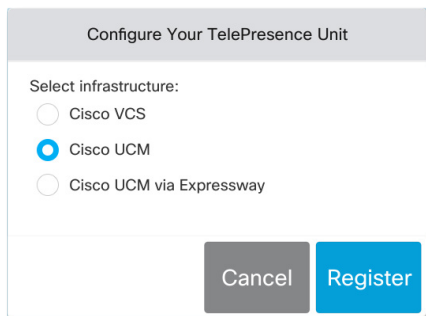 Configure Your TelePresence Unit
Select infrastructure:
Cisco VCS
Cisco UCM
Cisco UCM via Expressway
Cancel Register